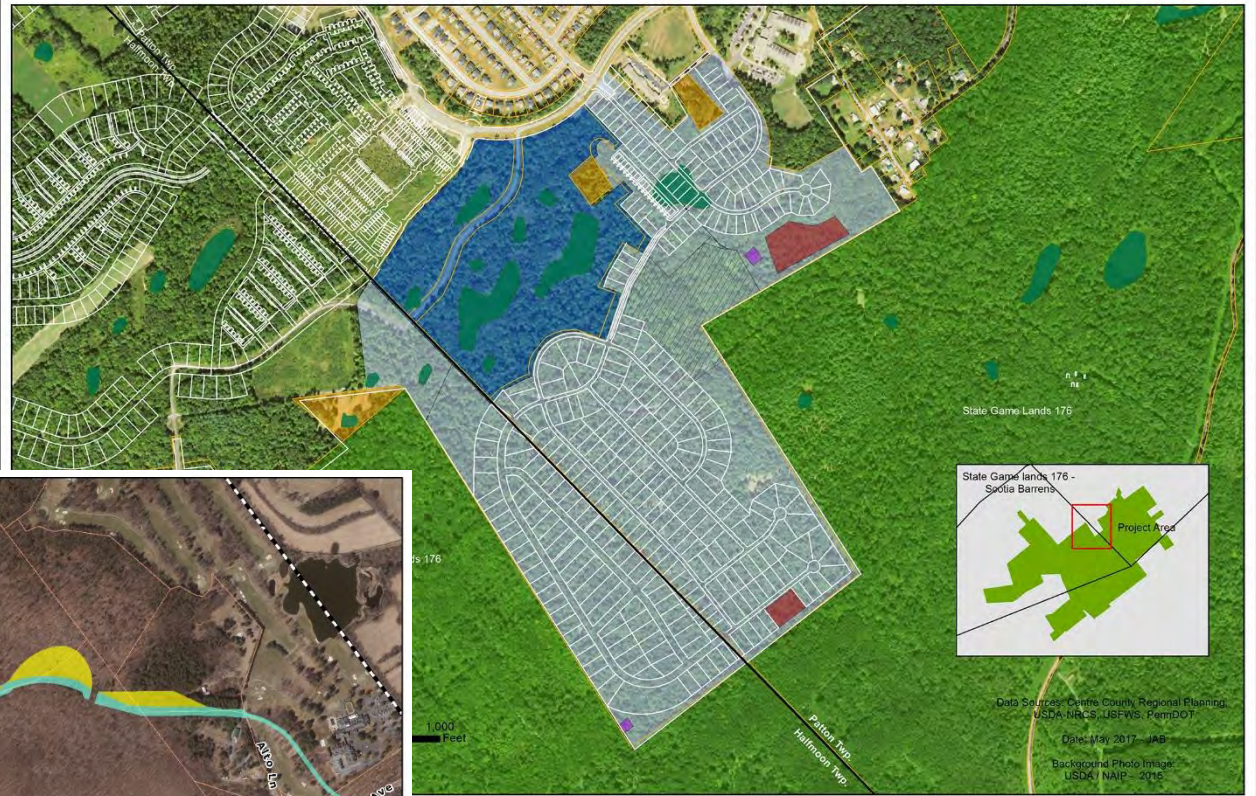 Patton Twp.
Halfmoon Twp.
State Game Lands 176
State Game lands 176 -
Scotia Barrens
Project Area
ds 176
1,000
Feet
Patton Twp.
Halfmoon Twp.
Data Sources: Centre County Regional Planning,
USDA-NRCS, USFWS, PennDOT
Date: May 2017 - JAB
Background Photo Image:
USDA / NAIP - 2015
Alto Ln
Ave